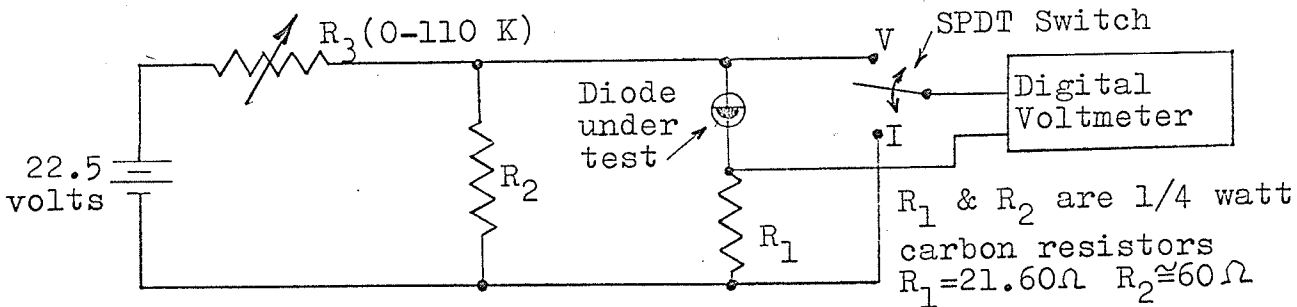 R3(0-110 K)
SPDT Switch
V
Diode
under
test
Digital
Voltmeter
I
22.5
volts
R2
R1
R1 & R2 are 1/4 watt
carbon resistors
R1=21.60Ω R2≅60Ω